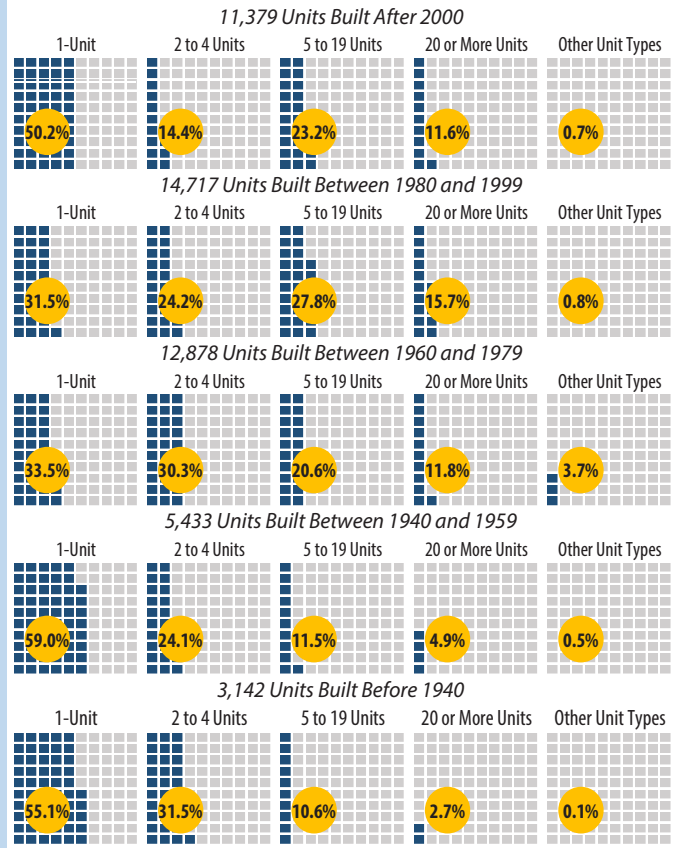 11,379 Units Built After 2000
1-Unit 2 to 4 Units 5 to 19 Units 20 or More Units Other Unit Types
50.2% 14.4% 23.2% 11.6% 0.7%
14,717 Units Built Between 1980 and 1999
1-Unit 2 to 4 Units 5 to 19 Units 20 or More Units Other Unit Types
31.5% 24.2% 27.8% 15.7% 0.8%
12,878 Units Built Between 1960 and 1979
1-Unit 2 to 4 Units 5 to 19 Units 20 or More Units Other Unit Types
33.5% 30.3% 20.6% 11.8% 3.7%
5,433 Units Built Between 1940 and 1959
1-Unit 2 to 4 Units 5 to 19 Units 20 or More Units Other Unit Types
59.0% 24.1% 11.5% 4.9% 0.5%
3,142 Units Built Before 1940
1-Unit 2 to 4 Units 5 to 19 Units 20 or More Units Other Unit Types
55.1% 31.5% 10.6% 2.7% 0.1%